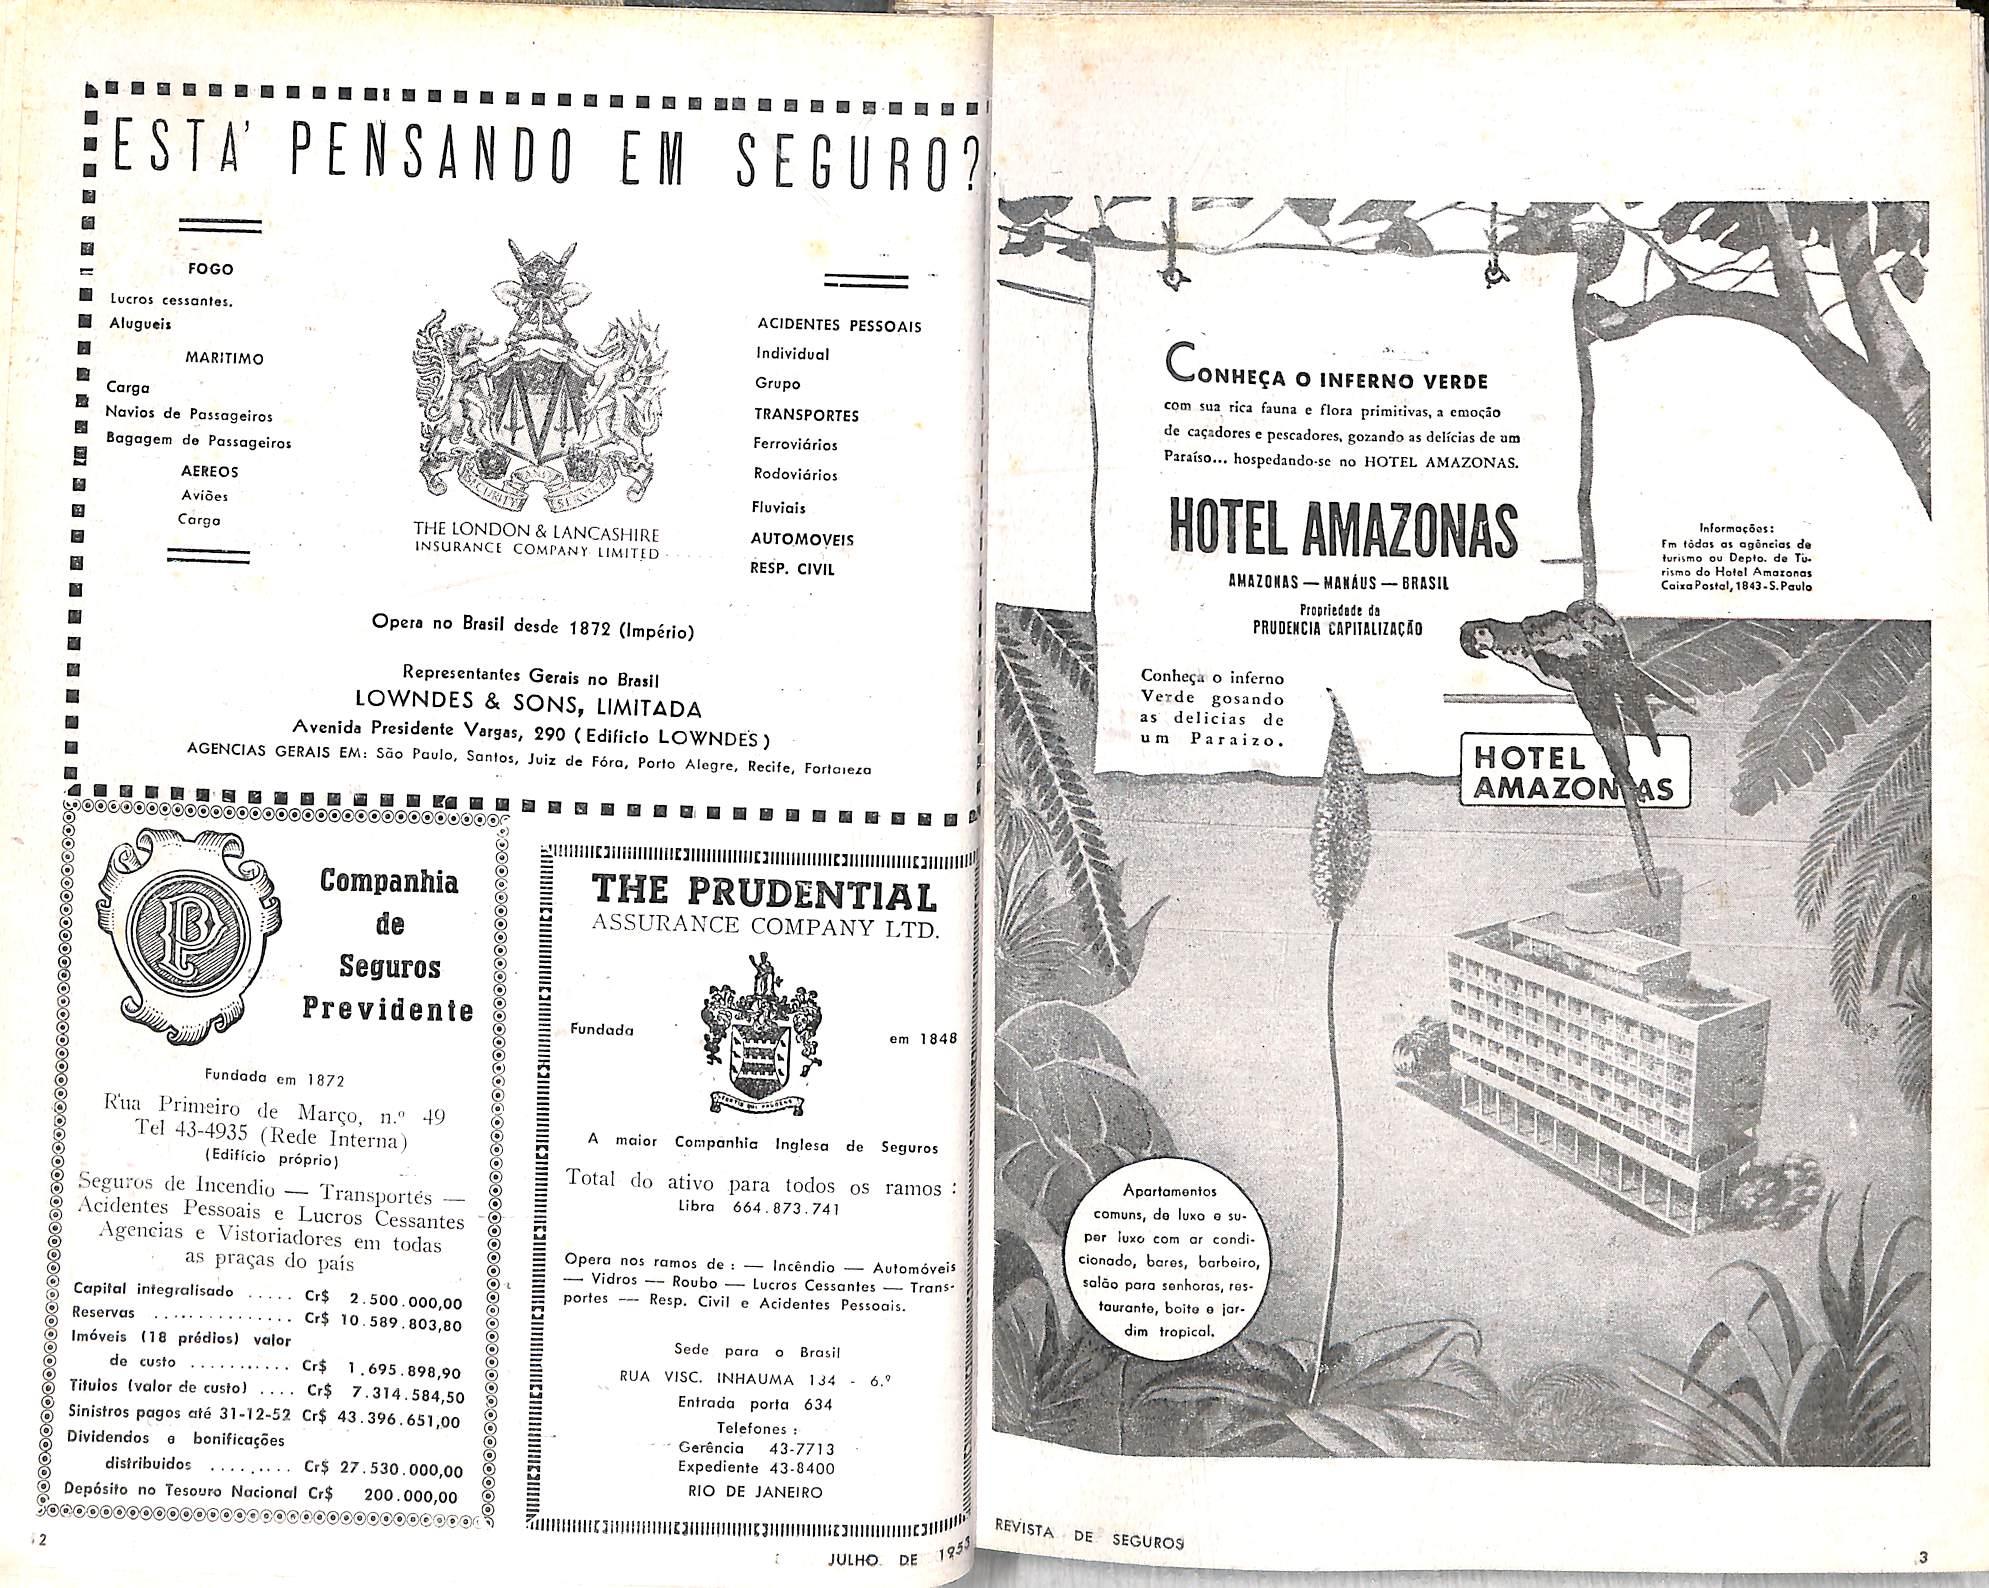 ESTA' PENSANDO EM SEGURO?
FOGO
Lucros cessantes.
Alugueis
MARITIMO
Carga
Navios de Passageiros
Bagagem de Passageiros
AEREOS
Aviões
Carga
SECURITY AND SERVICE
THE LONDON & LANCASHIRE
INSURANCE COMPANY LIMITED
ACIDENTES PESSOAIS
Individual
Grupo
TRANSPORTES
Ferroviários
Rodoviários
Fluviais
AUTOMOVEIS
RESP. CIVIL
Opera no Brasil desde 1872 (Império)
Representantes Gerais no Brasil
LOWNDES & SONS, LIMITADA
Avenida Presidente Vargas, 290 (Edificio LOWNDES)
AGENCIAS GERAIS EM: São Paulo, Santos, Juiz de Fóra, Porto Alegre, Recife, Fortaleza
P
Companhia
de
Seguros
Previdente
Fundada em 1872
Rua Primeiro de Março, n.º 49
Tel 43-4935 (Rede Interna)
(Edifício próprio)
Seguros de Incendio — Transportés —
Acidentes Pessoais e Lucros Cessantes
Agencias e Vistoriadores em todas
as praças do país
Capital integralisado ..... Cr$ 2.500.000,00
Reservas ............... Cr$ 10.589.803,80
Imóveis (18 prédios) valor
de custo ........... Cr$ 1.695.898,90
Titulos (valor de custo) .... Cr$ 7.314.584,50
Sinistros pagos até 31-12-52 Cr$ 43.396.651,00
Dividendos e bonificações
distribuidos ......... Cr$ 27.530.000,00
Depósito no Tesouro Nacional Cr$ 200.000,00
2
THE PRUDENTIAL
ASSURANCE COMPANY LTD.
Fundada em 1848
FORTIS QUI PRUDENS
A maior Companhia Inglesa de Seguros
Total do ativo para todos os ramos :
Libra 664.873.741
Opera nos ramos de : — Incêndio — Automóveis
— Vidros — Roubo — Lucros Cessantes — Trans-
portes — Resp. Civil e Acidentes Pessoais.
Sede para o Brasil
RUA VISC. INHAUMA 134 - 6.º
Entrada porta 634
Telefones :
Gerência 43-7713
Expediente 43-8400
RIO DE JANEIRO
JULHO DE 1953
CONHEÇA O INFERNO VERDE
com sua rica fauna e flora primitivas, a emoção
de caçadores e pescadores, gozando as delícias de um
Paraíso... hospedando-se no HOTEL AMAZONAS.
HOTEL AMAZONAS
AMAZONAS — MANÁUS — BRASIL
Propriedade da
PRUDENCIA CAPITALIZAÇÃO
Conheça o inferno
Verde gosando
as delicias de
um Paraizo.
Informações:
Em tôdas as agências de
turismo ou Depto. de Tu-
rismo do Hotel Amazonas
Caixa Postal, 1843-S.Paulo
HOTEL
AMAZONAS
Apartamentos
comuns, de luxo e su-
per luxo com ar condi-
cionado, bares, barbeiro,
salão para senhoras, res-
taurante, boite e jar-
dim tropical.
REVISTA DE SEGUROS
3